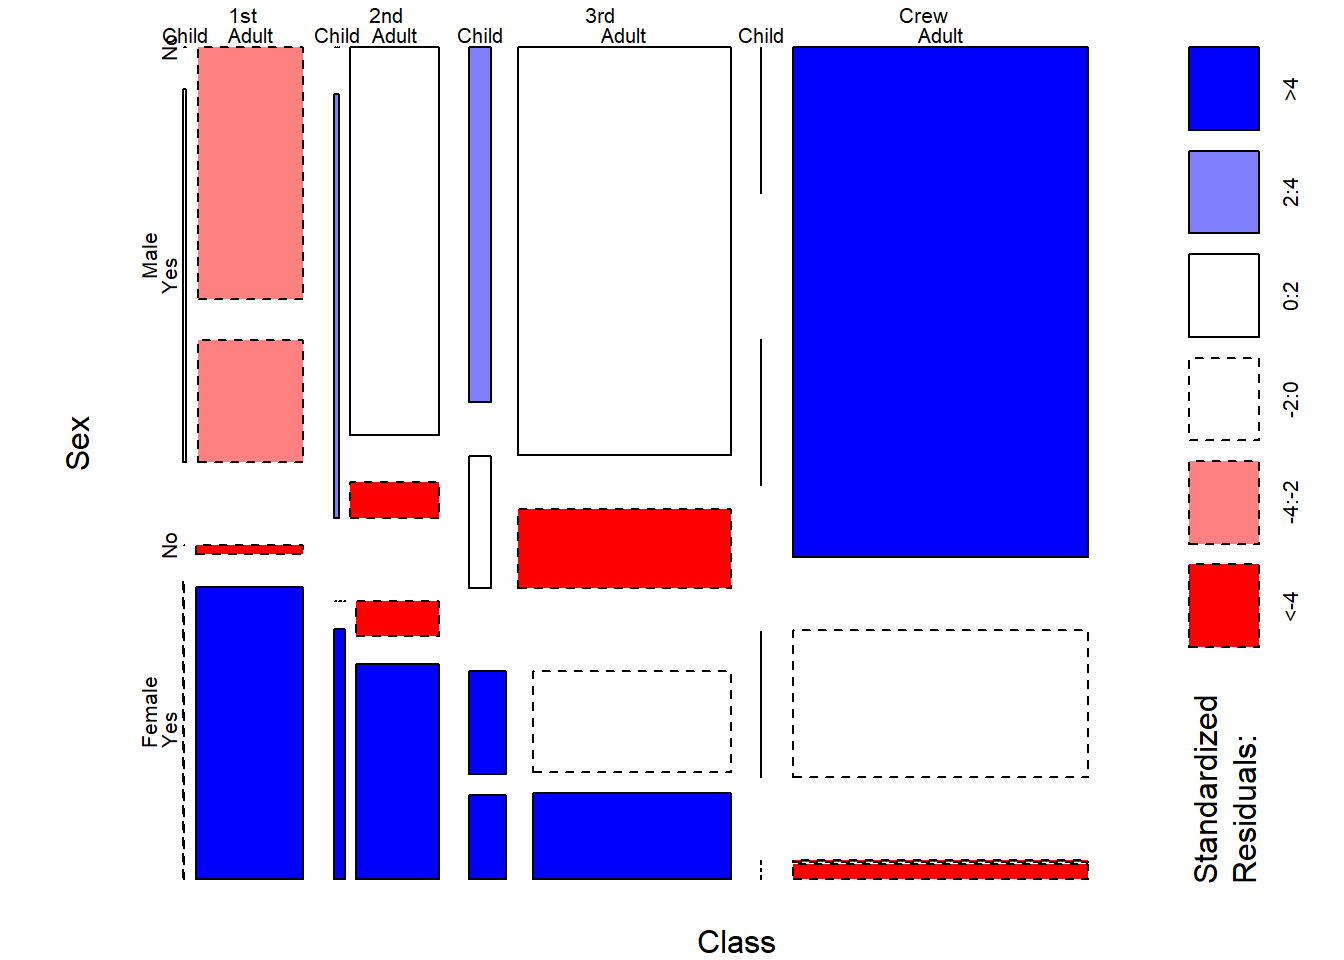 1st 2nd 3rd Crew
Child Adult Child Adult Child Adult Child Adult
No
Male
Yes
No
Female
Yes
Sex
Class
>4
2:4
0:2
-2:0
-4:-2
<-4
Standardized
Residuals: